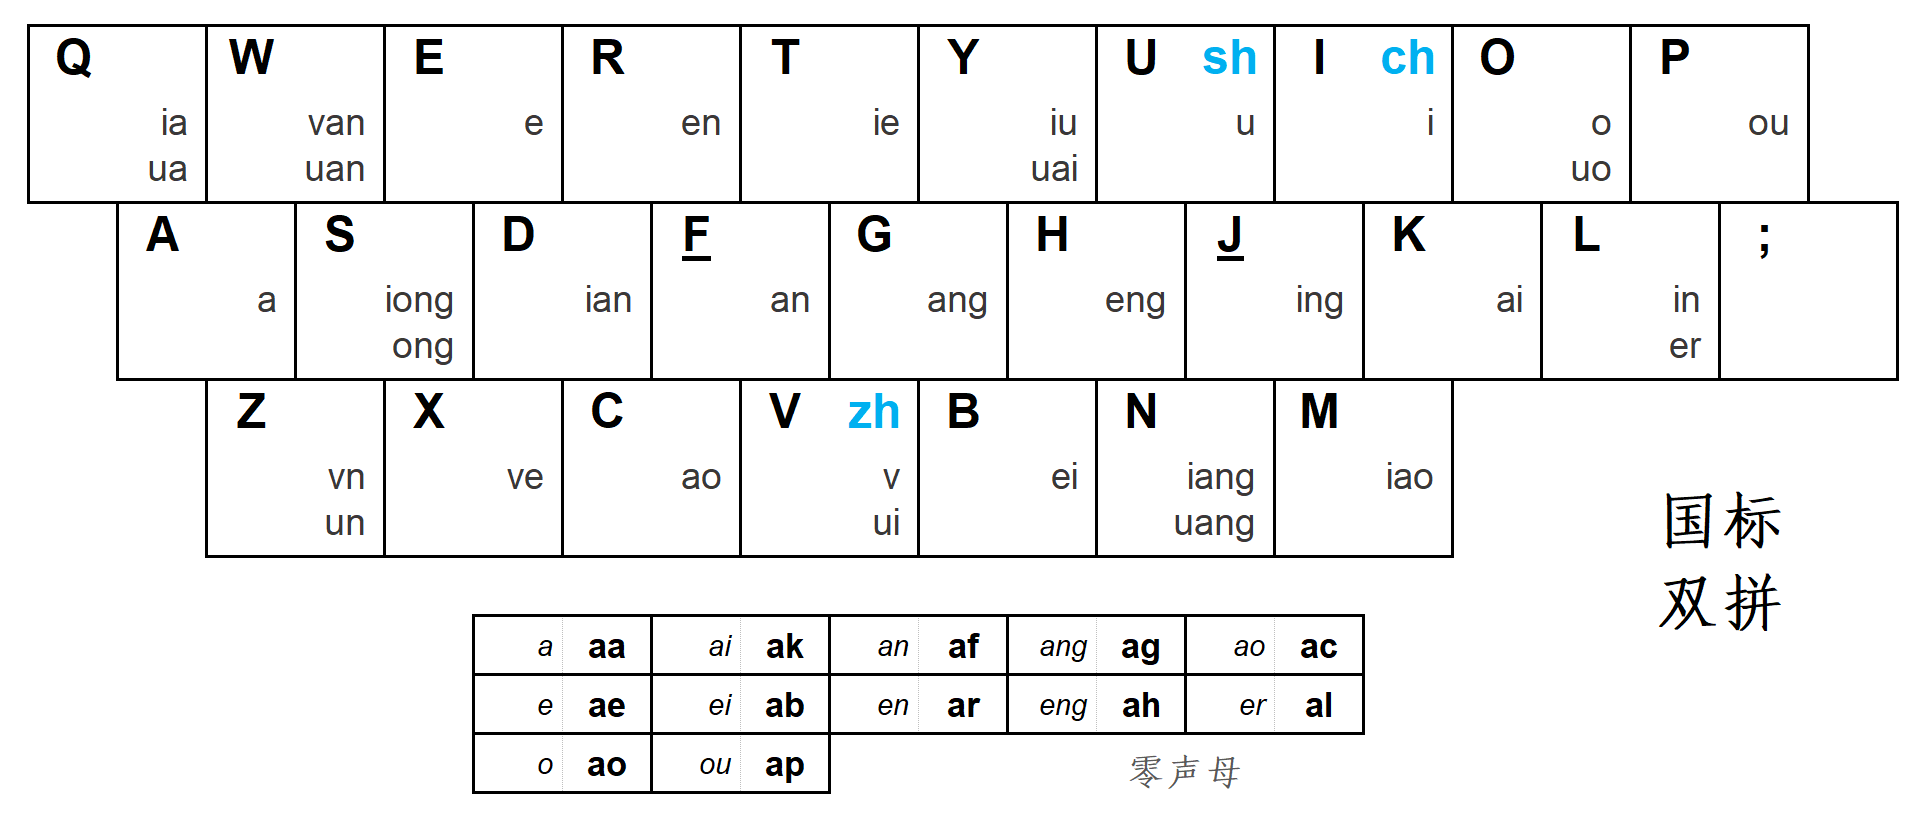 Q W E R T Y U sh I ch O P
ia van e en ie iu u i o ou
ua uan uai uo
A S D F G H J K L ;
a iong ian an ang eng ing ai in
ong er
Z X C V zh B N M
vn ve ao v ei iang iao
un ui uang
国标
双拼
a aa ai ak an af ang ag ao ac
e ae ei ab en ar eng ah er al
o ao ou ap
零声母